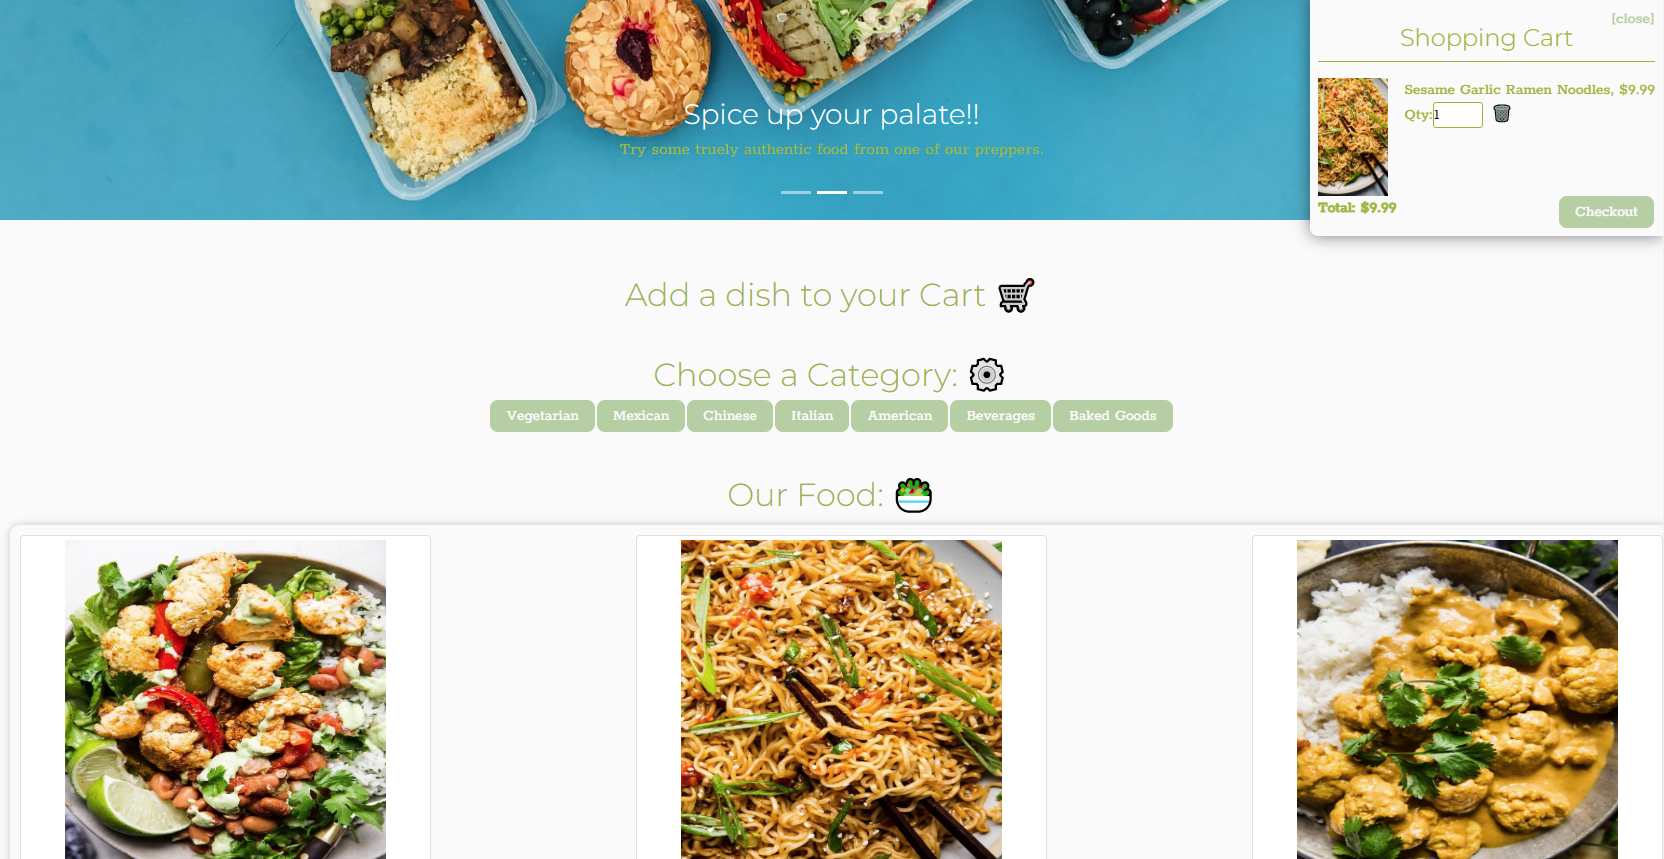 [close]
Shopping Cart
Sesame Garlic Ramen Noodles, $9.99
Qty:1
Total: $9.99
Checkout
Spice up your palate!!
Try some truely authentic food from one of our preppers.
Add a dish to your Cart
Choose a Category:
Vegetarian Mexican Chinese Italian American Beverages Baked Goods
Our Food: